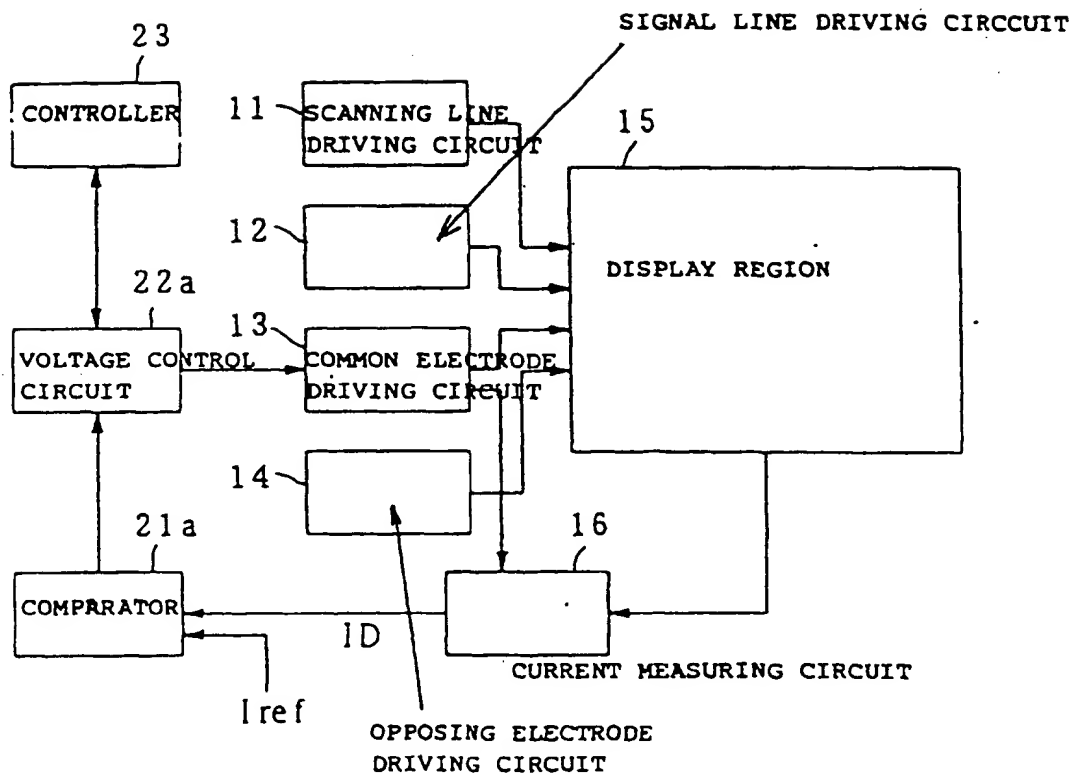 SIGNAL LINE DRIVING CIRCCUIT
23
CONTROLLER
11
SCANNING LINE
DRIVING CIRCUIT
15
12
DISPLAY REGION
22a
VOLTAGE CONTROL
CIRCUIT
13
COMMON ELECTRODE
DRIVING CIRCUIT
14
21a
COMPARATOR
16
ID
CURRENT MEASURING CIRCUIT
Iref
OPPOSING ELECTRODE
DRIVING CIRCUIT